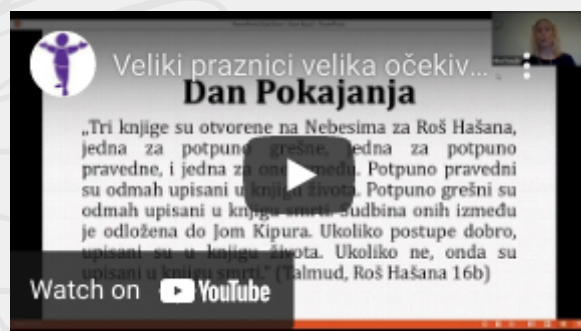 Veliki praznici velika očekiv...
Dan Pokajanja
„Tri knjige su otvorene na Nebesima za Roš Hašana,
jedna za potpuno grešne, jedna za potpuno
pravedne, i jedna za one između. Potpuno pravedni
su odmah upisani u knjigu života. Potpuno grešni su
odmah upisani u knjigu smrti. Sudbina onih između
je odložena do Jom Kipura. Ukoliko postupe dobro,
upisani su u knjigu života. Ukoliko ne, onda su
upisani u knjigu smrti.“ (Talmud, Roš Hašana 16b)
Watch on YouTube